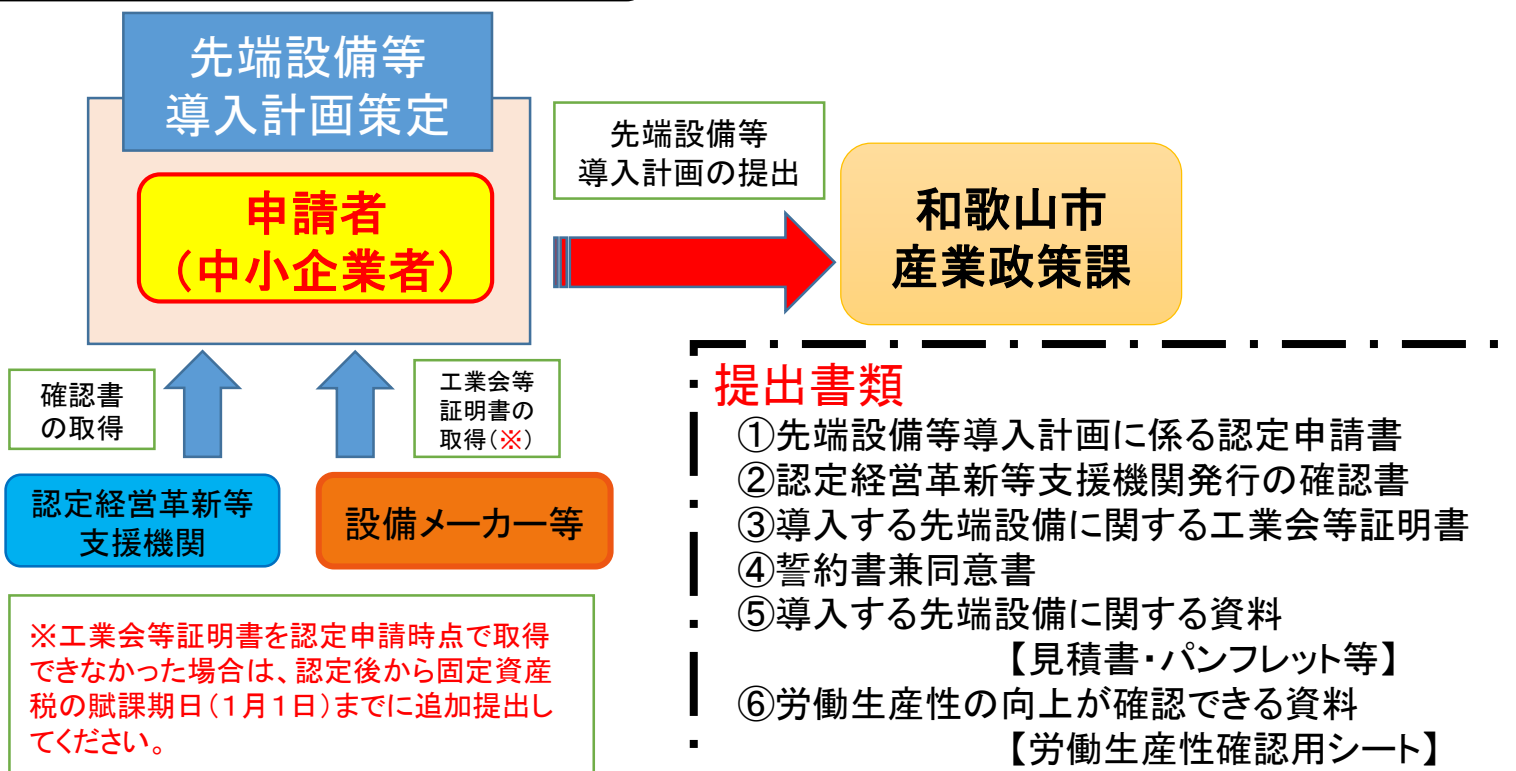 先端設備等
導入計画策定
申請者
（中小企業者）
先端設備等
導入計画の提出
和歌山市
産業政策課
確認書
の取得
工業会等
証明書の
取得（※）
認定経営革新等
支援機関
設備メーカー等
※工業会等証明書を認定申請時点で取得
できなかった場合は、認定後から固定資産
税の賦課期日（１月１日）までに追加提出し
てください。
提出書類
①先端設備等導入計画に係る認定申請書
②認定経営革新等支援機関発行の確認書
③導入する先端設備に関する工業会等証明書
④誓約書兼同意書
⑤導入する先端設備に関する資料
【見積書・パンフレット等】
⑥労働生産性の向上が確認できる資料
【労働生産性確認用シート】